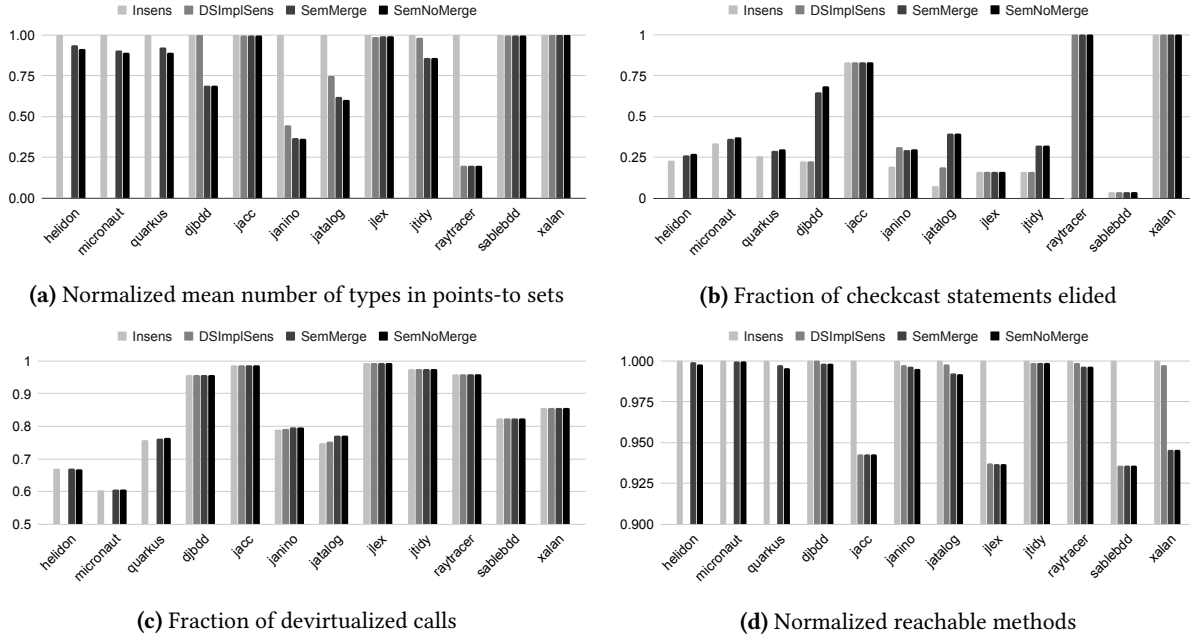 Insens DSImplSens SemMerge SemNoMerge
1.00
0.75
0.50
0.25
0.00
helidon micronaut quarkus djbdd jacc janino jatalog jlex jtidy raytracer sablebdd xalan
(a) Normalized mean number of types in points-to sets
Insens DSImplSens SemMerge SemNoMerge
1
0.75
0.50
0.25
0
helidon micronaut quarkus djbdd jacc janino jatalog jlex jtidy raytracer sablebdd xalan
(b) Fraction of checkcast statements elided
Insens DSImplSens SemMerge SemNoMerge
1
0.9
0.8
0.7
0.6
0.5
helidon micronaut quarkus djbdd jacc janino jatalog jlex jtidy raytracer sablebdd xalan
(c) Fraction of devirtualized calls
Insens DSImplSens SemMerge SemNoMerge
1.000
0.975
0.950
0.925
0.900
helidon micronaut quarkus djbdd jacc janino jatalog jlex jtidy raytracer sablebdd xalan
(d) Normalized reachable methods